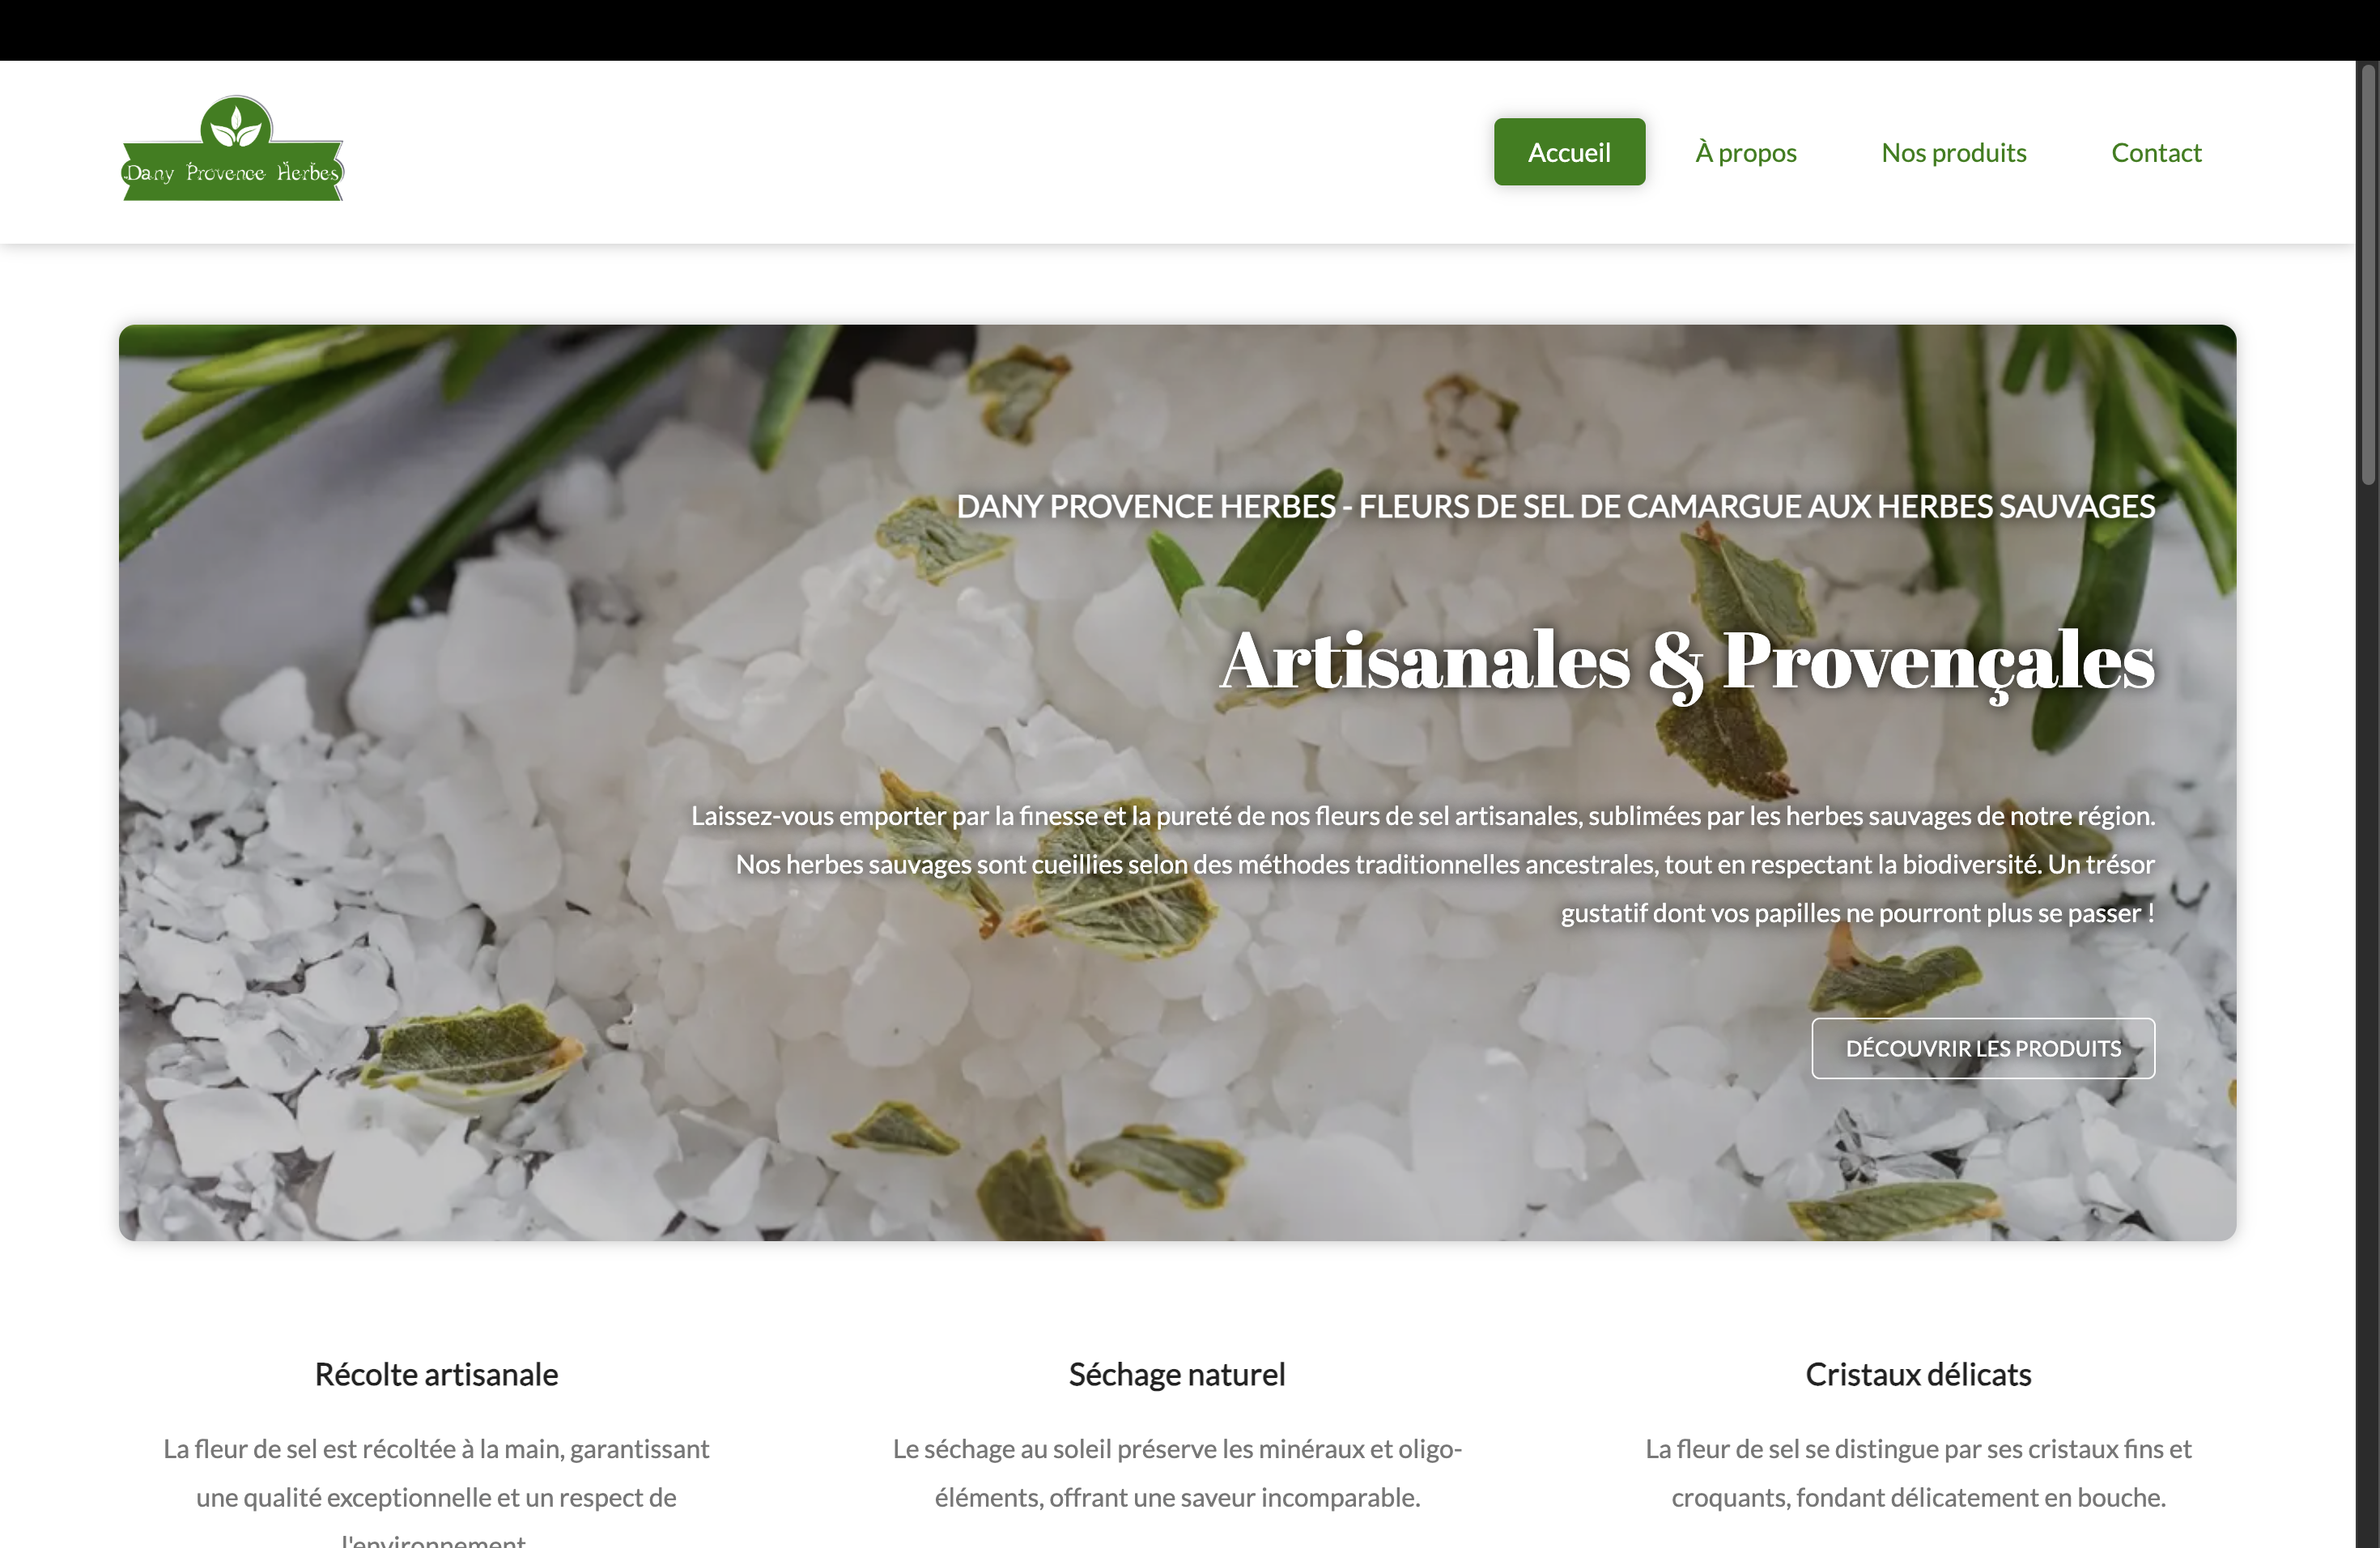 Dany Provence Herbes
Accueil
À propos
Nos produits
Contact
DANY PROVENCE HERBES - FLEURS DE SEL DE CAMARGUE AUX HERBES SAUVAGES
Artisanales & Provençales
Laissez-vous emporter par la finesse et la pureté de nos fleurs de sel artisanales, sublimées par les herbes sauvages de notre région.
Nos herbes sauvages sont cueillies selon des méthodes traditionnelles ancestrales, tout en respectant la biodiversité. Un trésor
gustatif dont vos papilles ne pourront plus se passer !
DÉCOUVRIR LES PRODUITS
Récolte artisanale
La fleur de sel est récoltée à la main, garantissant
une qualité exceptionnelle et un respect de
l'environnement
Séchage naturel
Le séchage au soleil préserve les minéraux et oligo-
éléments, offrant une saveur incomparable.
Cristaux délicats
La fleur de sel se distingue par ses cristaux fins et
croquants, fondant délicatement en bouche.